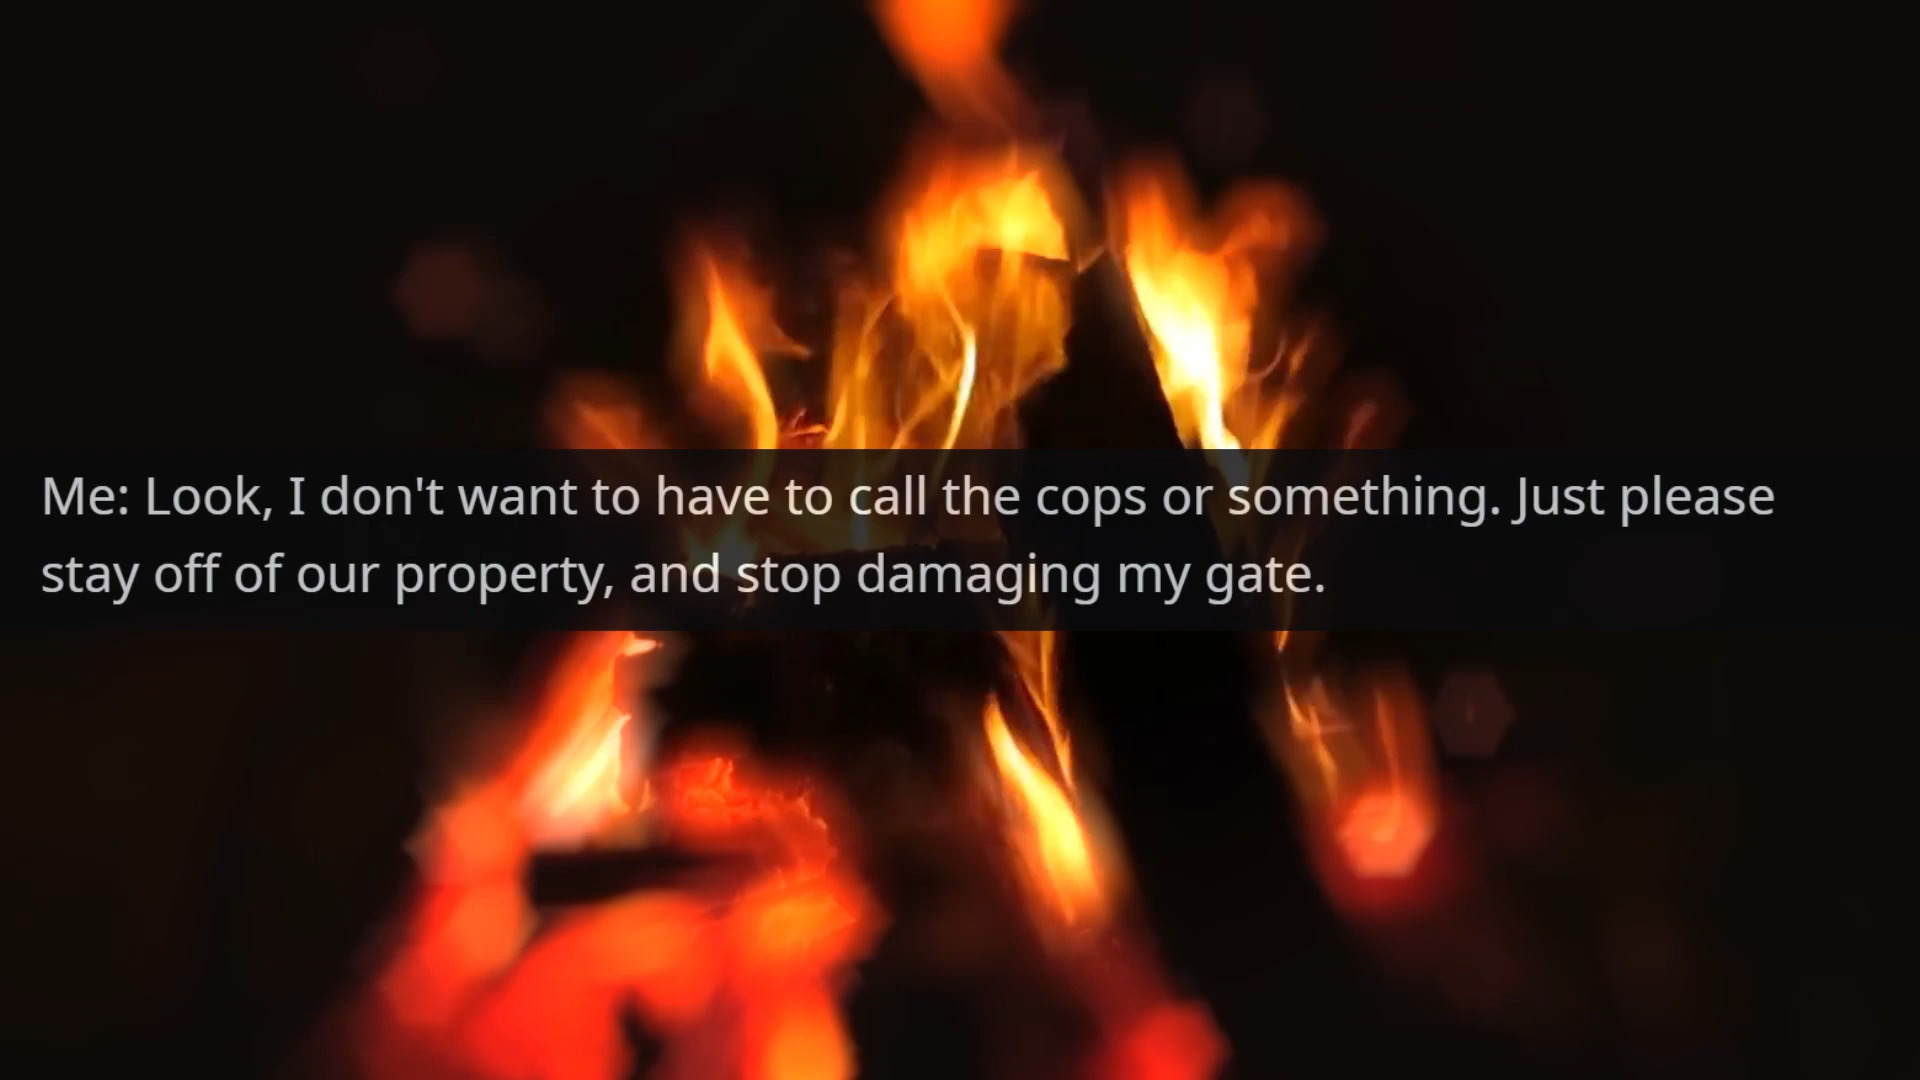 Me: Look, I don't want to have to call the cops or something. Just please
stay off of our property, and stop damaging my gate.